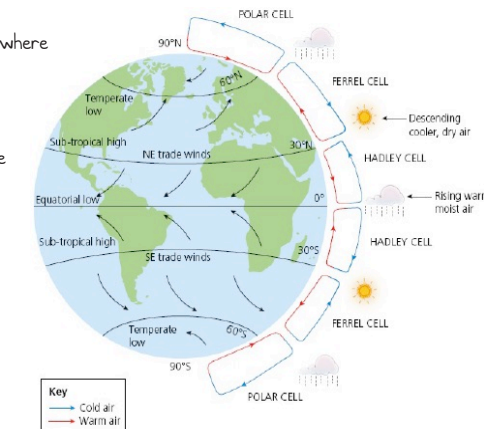 where
e
POLAR CELL
90°N
FERREL CELL
60°N
Temperate
low
Descending
cooler, dry air
Sub-tropical high
30°N
NE trade winds
HADLEY CELL
Equatorial low
0°
Rising warm
moist air
Sub-tropical high
30°S
SE trade winds
HADLEY CELL
FERREL CELL
Temperate
low
60°S
90°S
POLAR CELL
Key
Cold air
Warm air